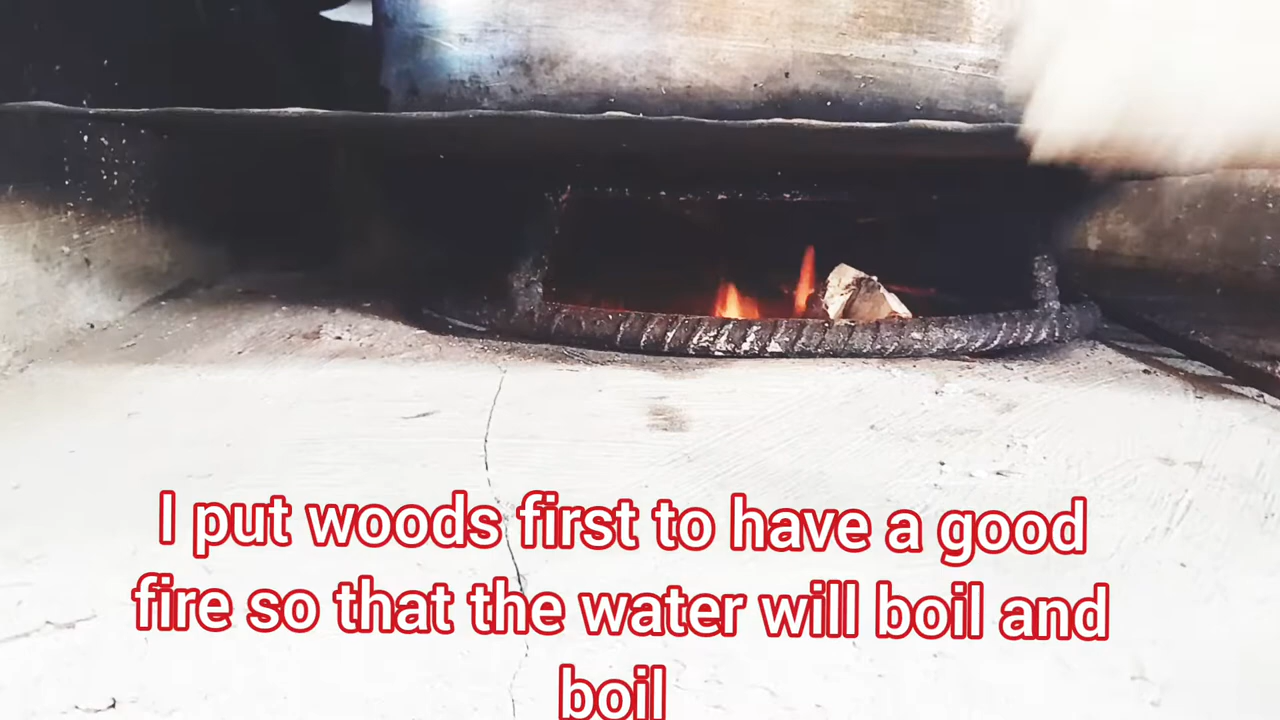 I put woods first to have a good
fire so that the water will boil and
boil